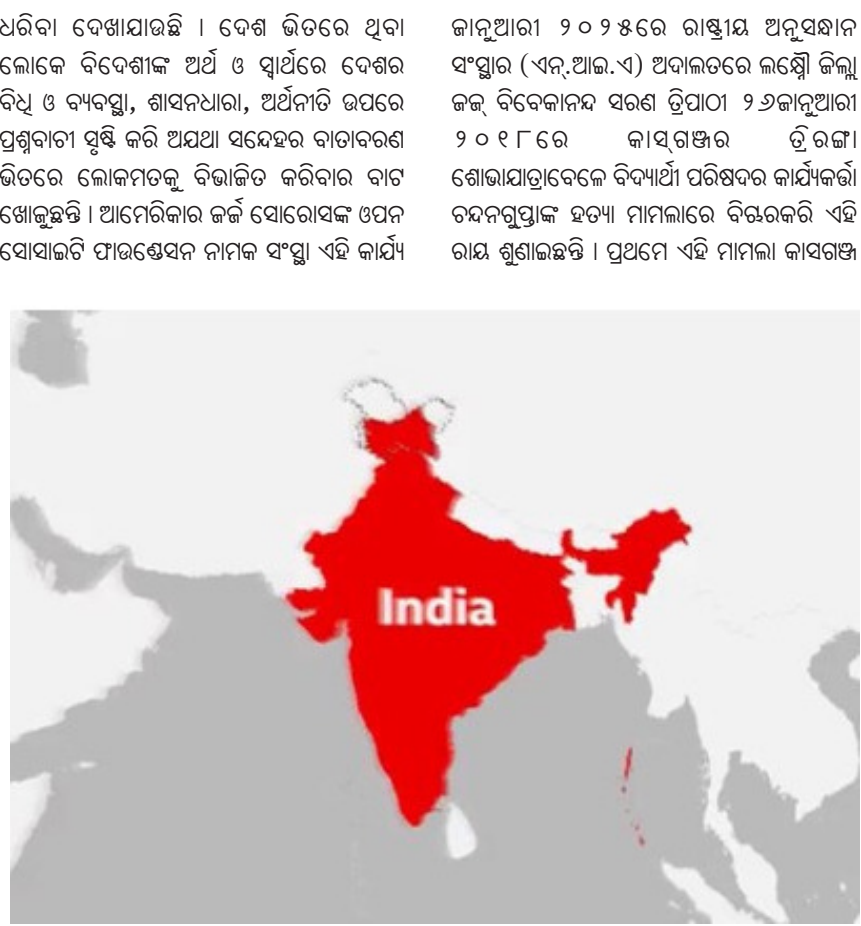 ଧରିବା ଦେଖାଯାଉଛି । ଦେଶ ଭିତରେ ଥିବା
ଲୋକେ ବିଦେଶୀଙ୍କ ଅର୍ଥ ଓ ସ୍ୱାର୍ଥରେ ଦେଶର
ବିଧି ଓ ବ୍ୟବସ୍ଥା, ଶାସନଧାରା, ଅର୍ଥନୀତି ଉପରେ
ପ୍ରଶ୍ନବାଚୀ ସୃଷ୍ଟି କରି ଅଯଥା ସନ୍ଦେହର ବାତାବରଣ
ଭିତରେ ଲୋକମତକୁ ବିଭାଜିତ କରିବାର ବାଟ
ଖୋଜୁଛନ୍ତି । ଆମେରିକାର ଜର୍ଜ ସୋରୋସଙ୍କ ଓପନ
ସୋସାଇଟି ଫାଉଣ୍ଡେସନ ନାମକ ସଂସ୍ଥା ଏହି କାର୍ଯ୍ୟ
ଜାନୁଆରୀ ୨୦୨୫ରେ ରାଷ୍ଟ୍ରୀୟ ଅନୁସନ୍ଧାନ
ସଂସ୍ଥାର (ଏନ୍.ଆଇ.ଏ) ଅଦାଲତରେ ଲକ୍ଷ୍ନୌ ଜିଲ୍ଲା
ଜଜ୍ ବିବେକାନନ୍ଦ ସରଣ ତ୍ରିପାଠୀ ୨୬ଜାନୁଆରୀ
୨୦୧୮ରେ କାସ୍‌ଗଞ୍ଜର ତ୍ରିରଙ୍ଗା
ଶୋଭାଯାତ୍ରାବେଳେ ବିଦ୍ୟାର୍ଥୀ ପରିଷଦର କାର୍ଯ୍ୟକର୍ତ୍ତା
ଚନ୍ଦନଗୁପ୍ତାଙ୍କ ହତ୍ୟା ମାମଲାରେ ବିଚାରକରି ଏହି
ରାୟ ଶୁଣାଇଛନ୍ତି । ପ୍ରଥମେ ଏହି ମାମଲା କାସଗଞ୍ଜ
India